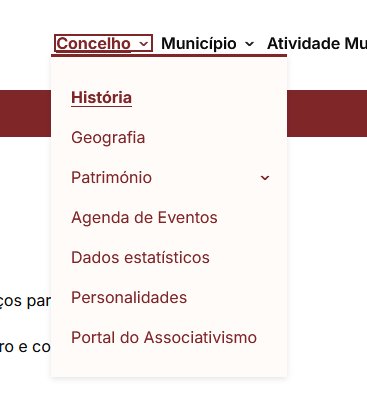 Concelho Município Atividade Mu
História
Geografia
Património
Agenda de Eventos
Dados estatísticos
ços par
Personalidades
Portal do Associativismo
ro e co